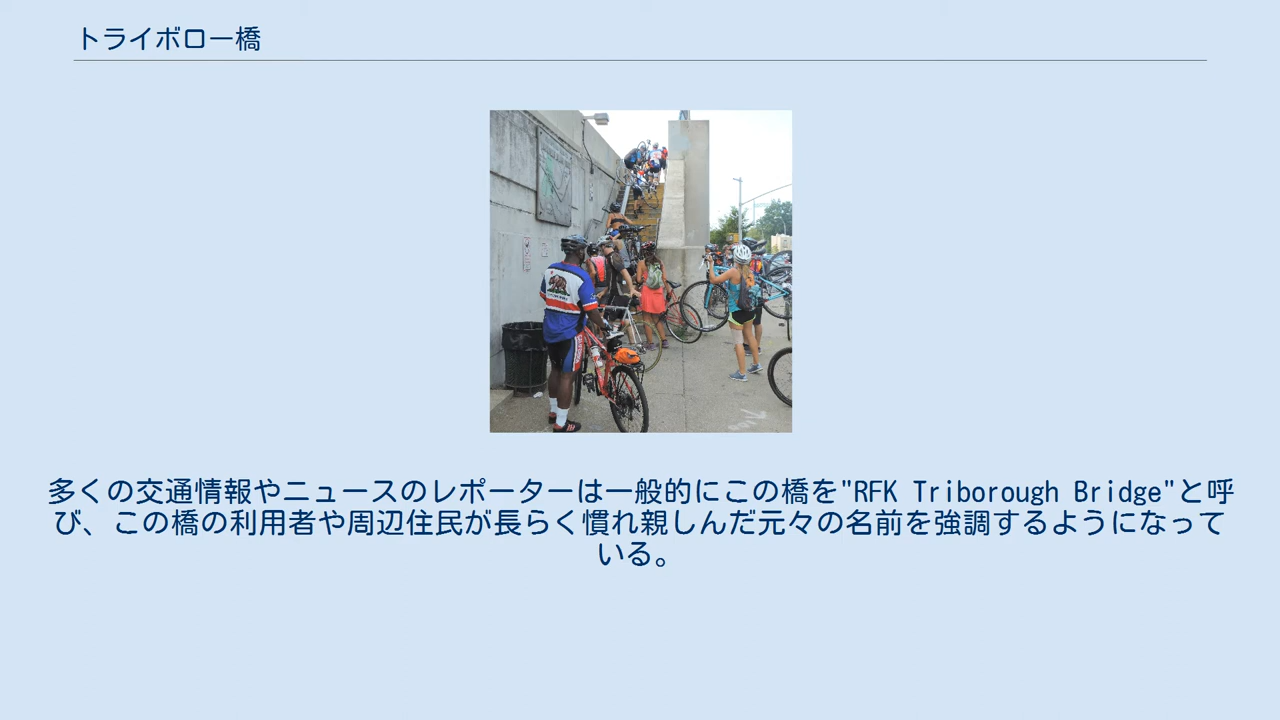 トライボロー橋
多くの交通情報やニュースのレポーターは一般的にこの橋を"RFK Triborough Bridge"と呼
び、この橋の利用者や周辺住民が長らく慣れ親しんだ元々の名前を強調するようになって
いる。